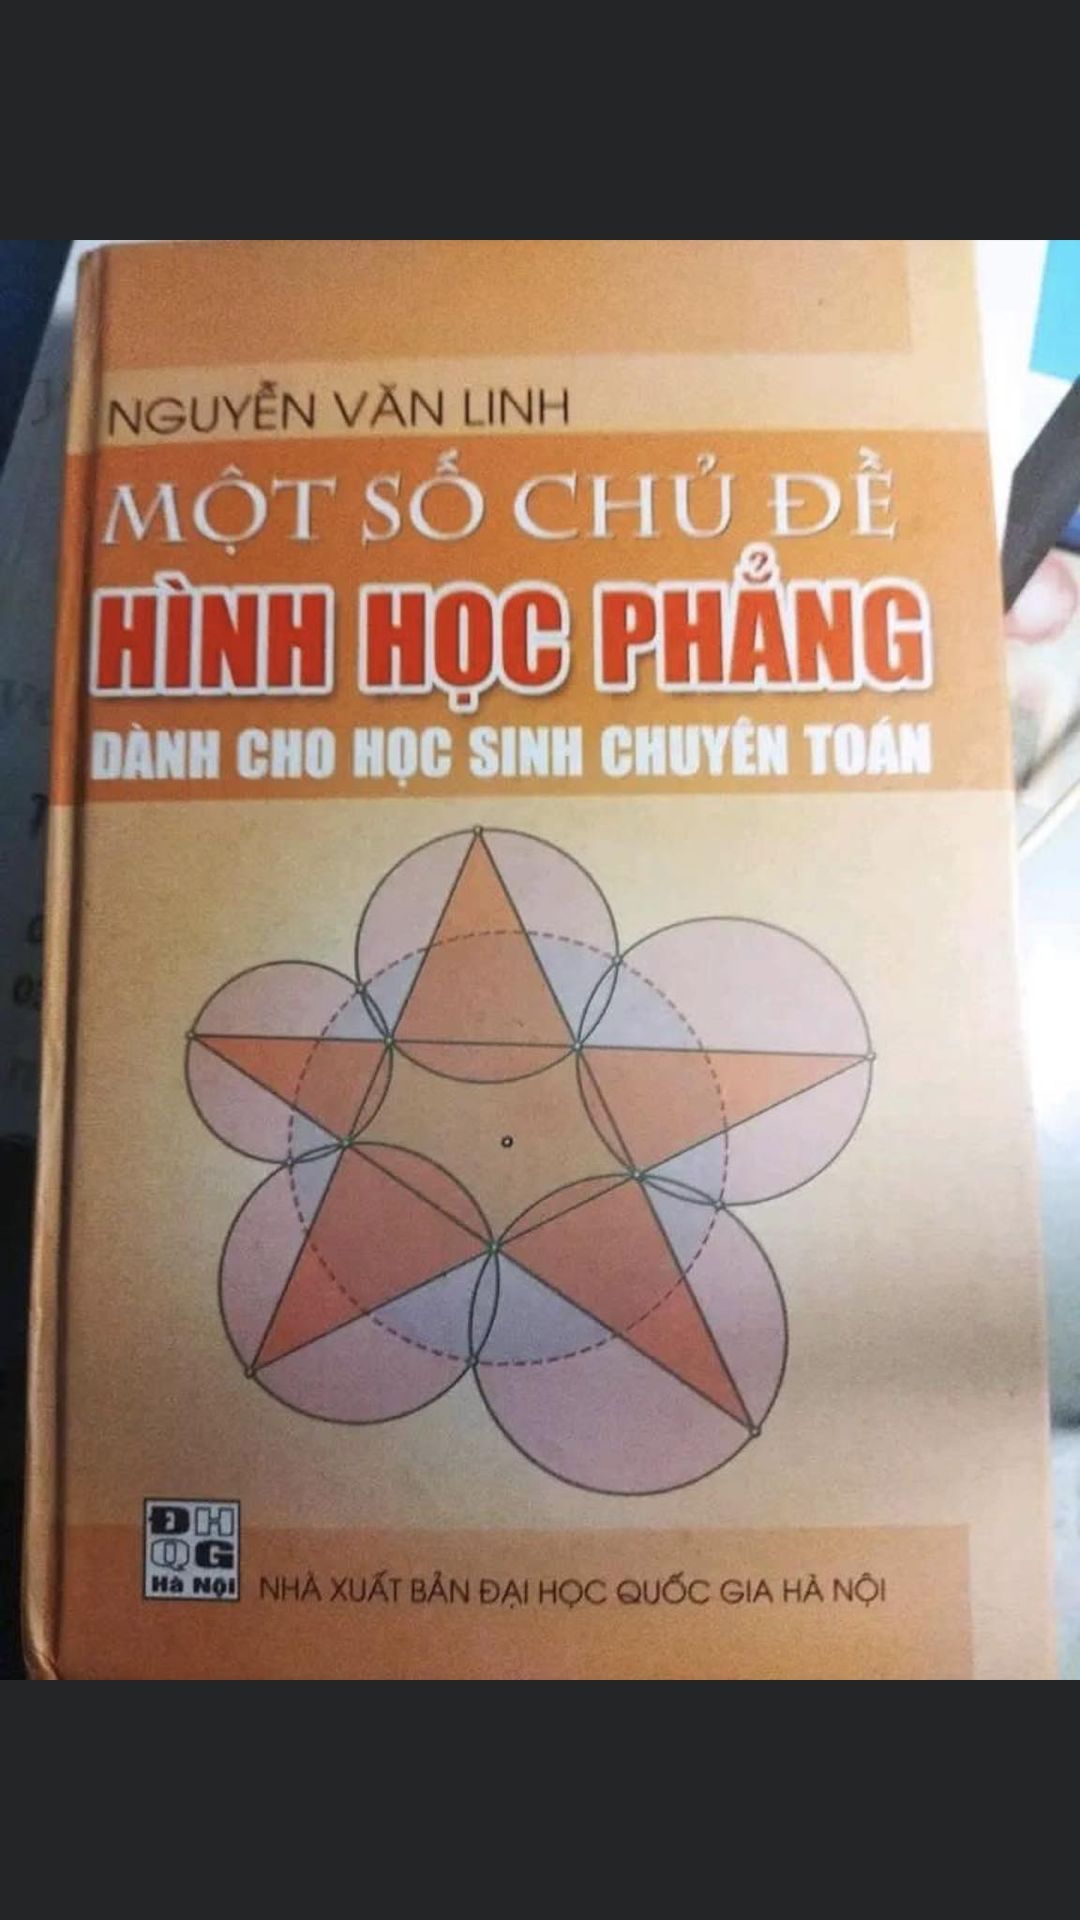 NGUYỄN VĂN LINH
MỘT SỐ CHỦ ĐỀ
HÌNH HỌC PHẲNG
DÀNH CHO HỌC SINH CHUYÊN TOÁN
ĐH
QG
Hà Nội
NHÀ XUẤT BẢN ĐẠI HỌC QUỐC GIA HÀ NỘI